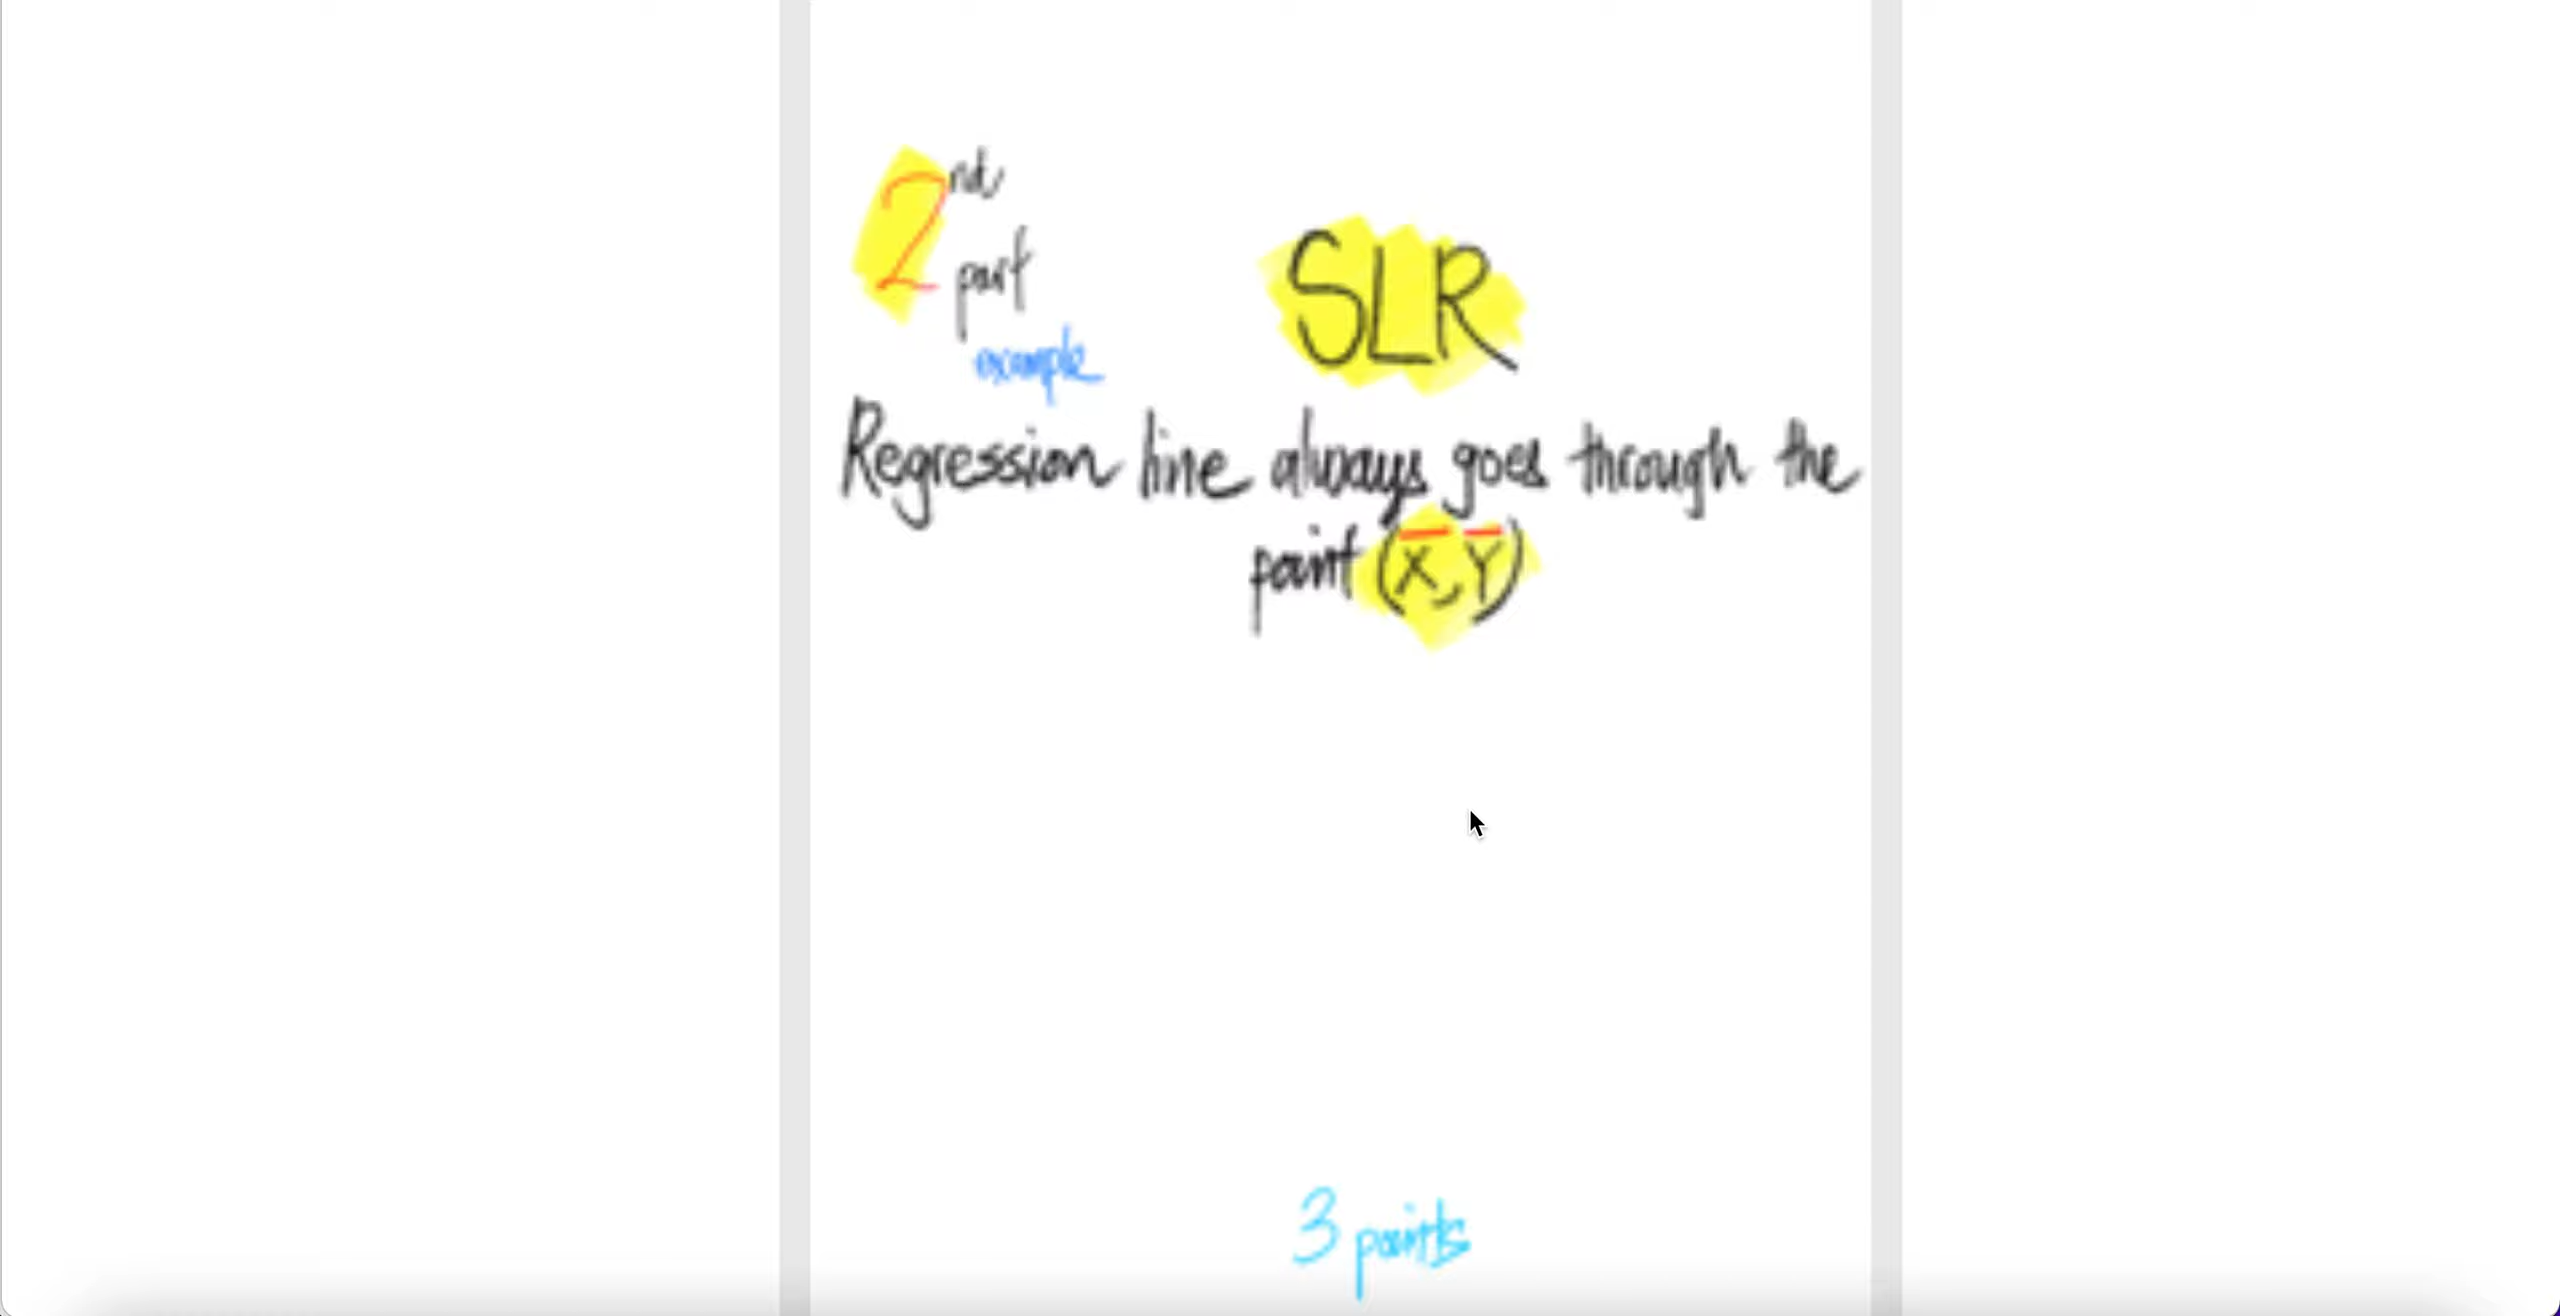 2nd
part
example
SLR
Regression line always goes through the
point (X̅, Y̅)
3 points